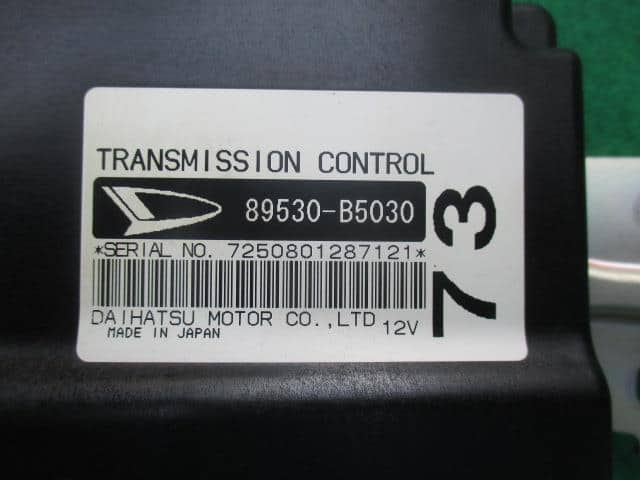 TRANSMISSION CONTROL
89530-B5030
*SERIAL NO. 7250801287121*
DAIHATSU MOTOR CO.,LTD 12V
MADE IN JAPAN
73